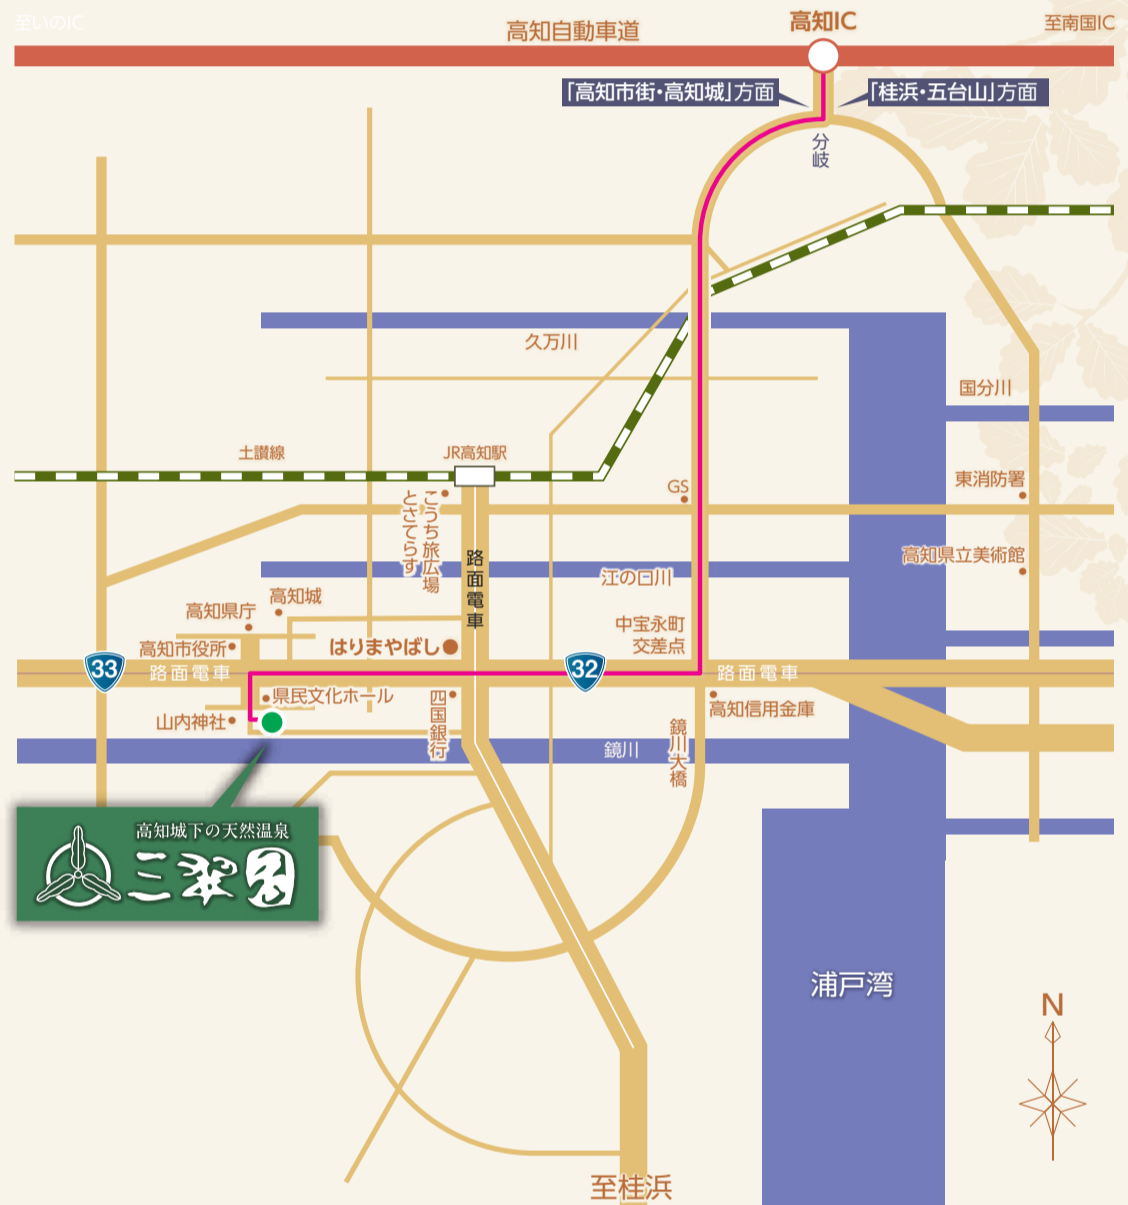 至いのIC
高知自動車道
高知IC
至南国IC
「高知市街・高知城」方面
「桂浜・五台山」方面
分岐
久万川
国分川
土讃線
JR高知駅
GS
東消防署
こうち旅広場
とさてらす
路面電車
高知県立美術館
江の口川
高知城
高知県庁
中宝永町
交差点
高知市役所
はりまやばし
33
路面電車
32
路面電車
県民文化ホール
四国銀行
高知信用金庫
山内神社
鏡川
鏡川大橋
高知城下の天然温泉
三翠園
浦戸湾
N
至桂浜